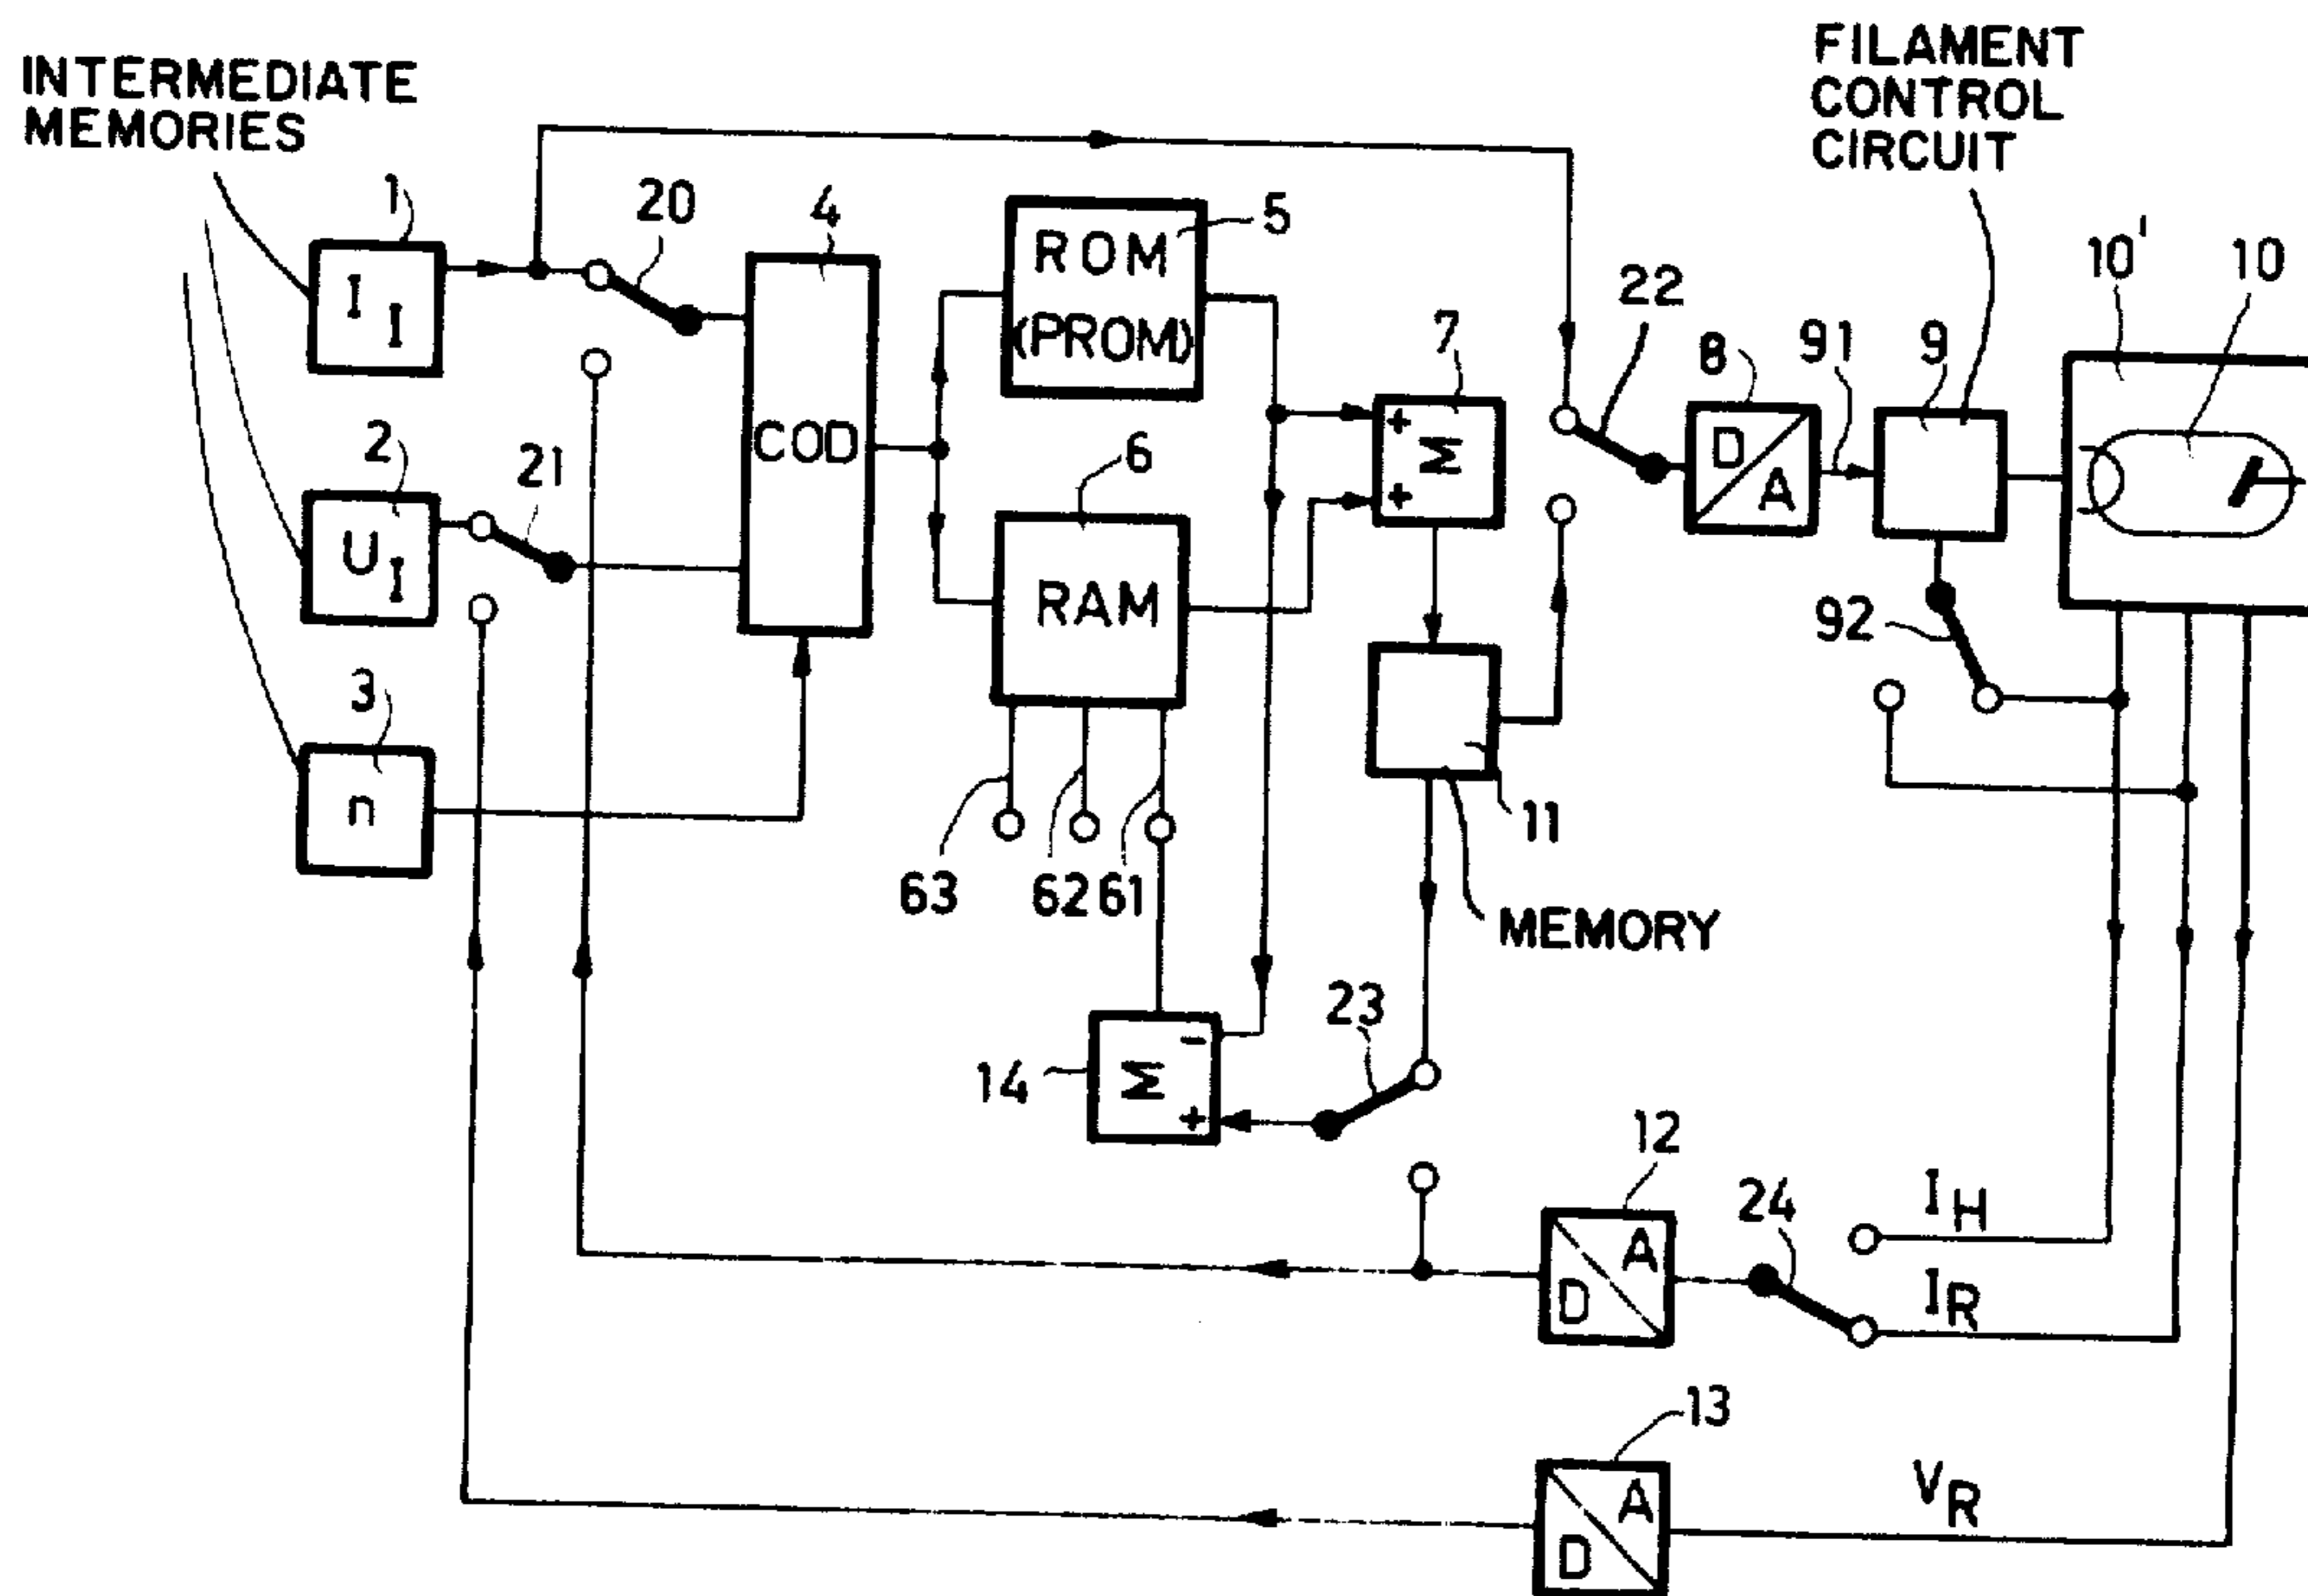 INTERMEDIATE
MEMORIES
FILAMENT
CONTROL
CIRCUIT
1
20
4
5
22
10'
10
I I
ROM
(PROM)
7
8
91
9
2
21
COD
6
+
Σ
+
D
A
U I
RAM
92
3
n
11
63
62
61
MEMORY
23
14
Σ
-
+
12
24
I H
A
D
I R
13
A
D
V R